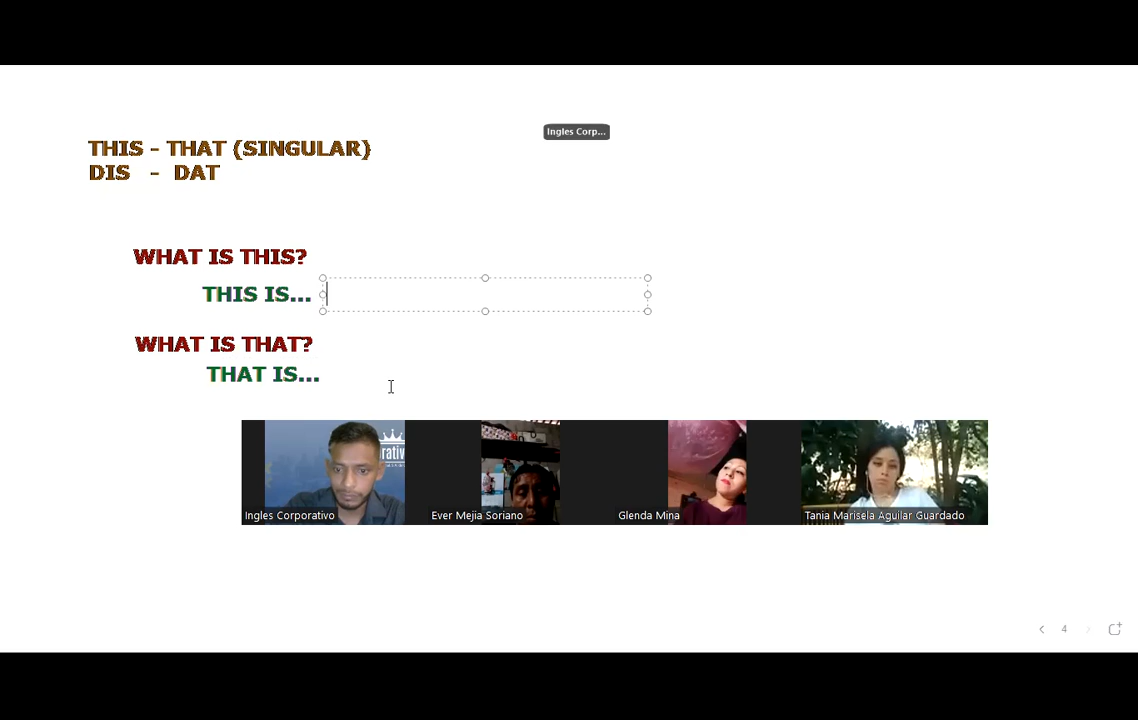 Ingles Corp...
THIS - THAT (SINGULAR)
DIS - DAT
WHAT IS THIS?
THIS IS...
WHAT IS THAT?
THAT IS...
rativ
Ingles Corporativo
Ever Mejia Soriano
Glenda Mina
Tania Marisela Aguilar Guardado
4